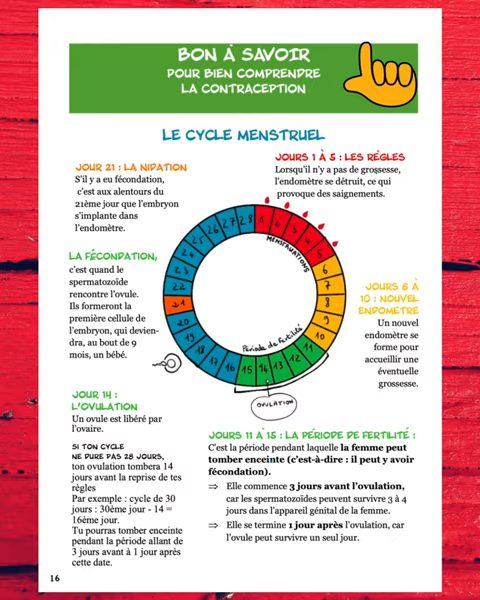 BON À SAVOIR
POUR BIEN COMPRENDRE
LA CONTRACEPTION
LE CYCLE MENSTRUEL
JOUR 21 : LA NIDATION
S'il y a eu fécondation,
c'est aux alentours du
21ème jour que l'embryon
s'implante dans
l'endomètre.
JOURS 1 À 5 : LES RÈGLES
Lorsqu'il n'y a pas de grossesse,
l'endomètre se détruit, ce qui
provoque des saignements.
LA FÉCONDATION,
c'est quand le
spermatozoïde
rencontre l'ovule.
Ils formeront la
première cellule de
l'embryon, qui devien-
dra, au bout de 9
mois, un bébé.
1
2
3
4
5
6
7
8
9
10
11
12
13
14
15
16
17
18
19
20
21
22
23
24
25
26
27
28
MENSTRUATIONS
Période de fertilité
OVULATION
JOURS 6 À
10 : NOUVEL
ENDOMETRE
Un nouvel
endomètre se
forme pour
accueillir une
éventuelle
grossesse.
JOUR 14 :
L'OVULATION
Un ovule est libéré par
l'ovaire.
SI TON CYCLE
NE DURE PAS 28 JOURS,
ton ovulation tombera 14
jours avant la reprise de tes
règles
Par exemple : cycle de 30
jours : 30ème jour - 14 =
16ème jour.
Tu pourras tomber enceinte
pendant la période allant de
3 jours avant à 1 jour après
cette date.
JOURS 11 À 15 : LA PÉRIODE DE FERTILITÉ :
C'est la période pendant laquelle la femme peut
tomber enceinte (c'est-à-dire : il peut y avoir
fécondation).
⇒ Elle commence 3 jours avant l'ovulation,
car les spermatozoïdes peuvent survivre 3 à 4
jours dans l'appareil génital de la femme.
⇒ Elle se termine 1 jour après l'ovulation, car
l'ovule peut survivre un seul jour.
16